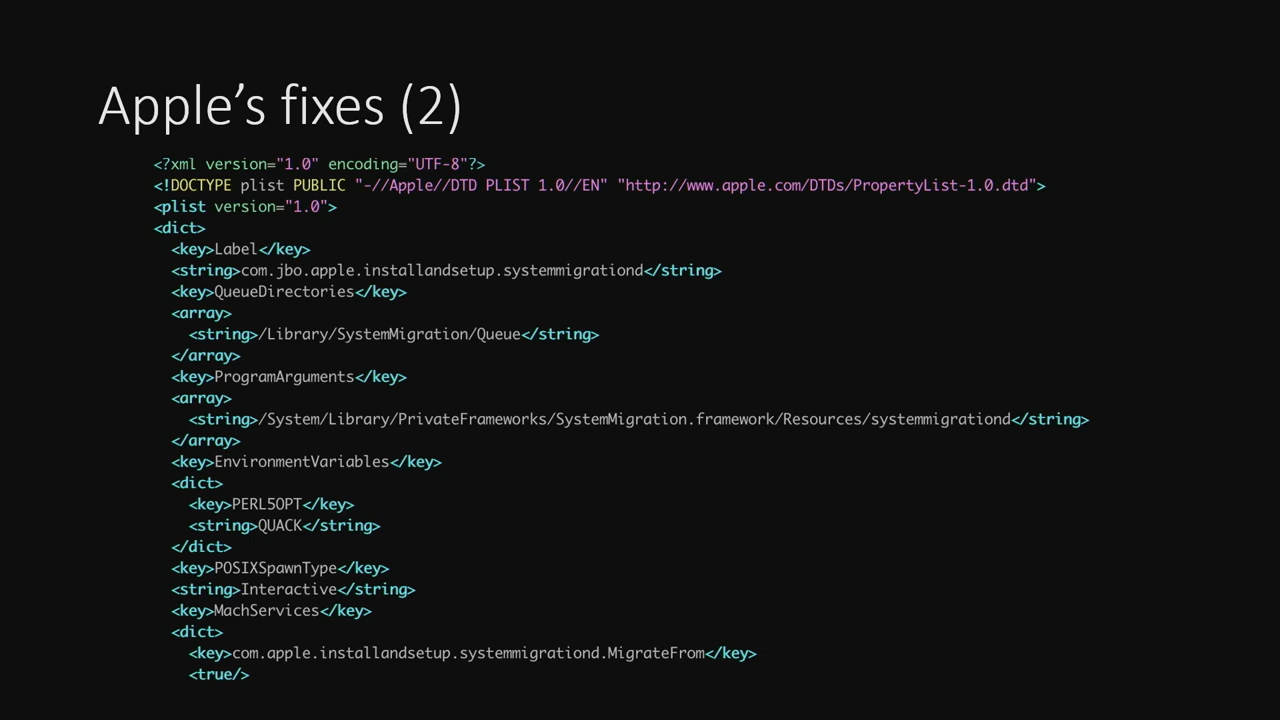 Apple’s fixes (2)
<?xml version="1.0" encoding="UTF-8"?>
<!DOCTYPE plist PUBLIC "-//Apple//DTD PLIST 1.0//EN" "http://www.apple.com/DTDs/PropertyList-1.0.dtd">
<plist version="1.0">
<dict>
  <key>Label</key>
  <string>com.jbo.apple.installandsetup.systemmigrationd</string>
  <key>QueueDirectories</key>
  <array>
    <string>/Library/SystemMigration/Queue</string>
  </array>
  <key>ProgramArguments</key>
  <array>
    <string>/System/Library/PrivateFrameworks/SystemMigration.framework/Resources/systemmigrationd</string>
  </array>
  <key>EnvironmentVariables</key>
  <dict>
    <key>PERL5OPT</key>
    <string>QUACK</string>
  </dict>
  <key>POSIXSpawnType</key>
  <string>Interactive</string>
  <key>MachServices</key>
  <dict>
    <key>com.apple.installandsetup.systemmigrationd.MigrateFrom</key>
    <true/>